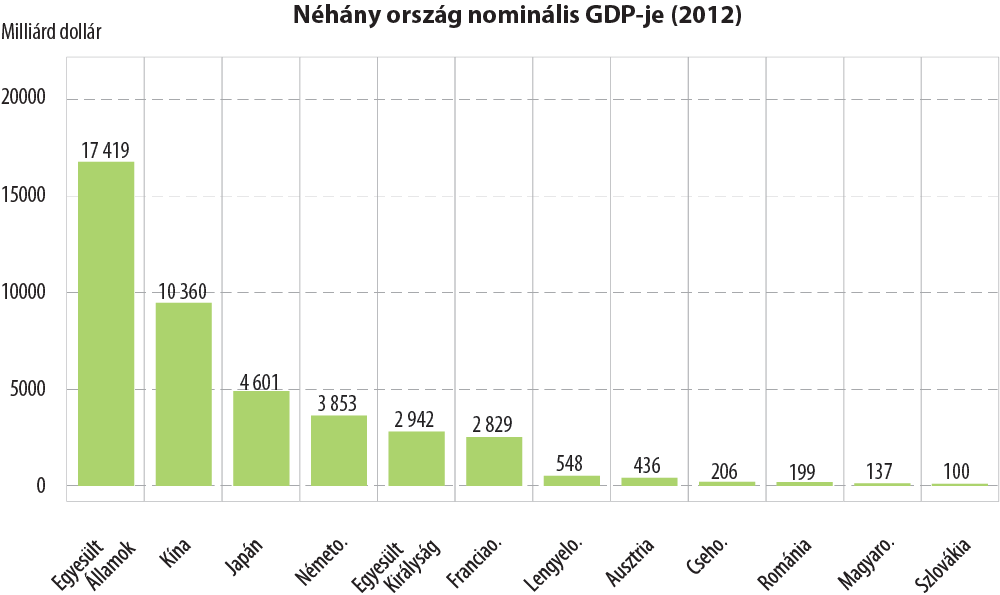 Néhány ország nominális GDP-je (2012)
Milliárd dollár
20000
15000
10000
5000
0
17 419
10 360
4 601
3 853
2 942
2 829
548
436
206
199
137
100
Egyesült
Államok
Kína
Japán
Németo.
Egyesült
Királyság
Franciao.
Lengyelo.
Ausztria
Cseho.
Románia
Magyaro.
Szlovákia